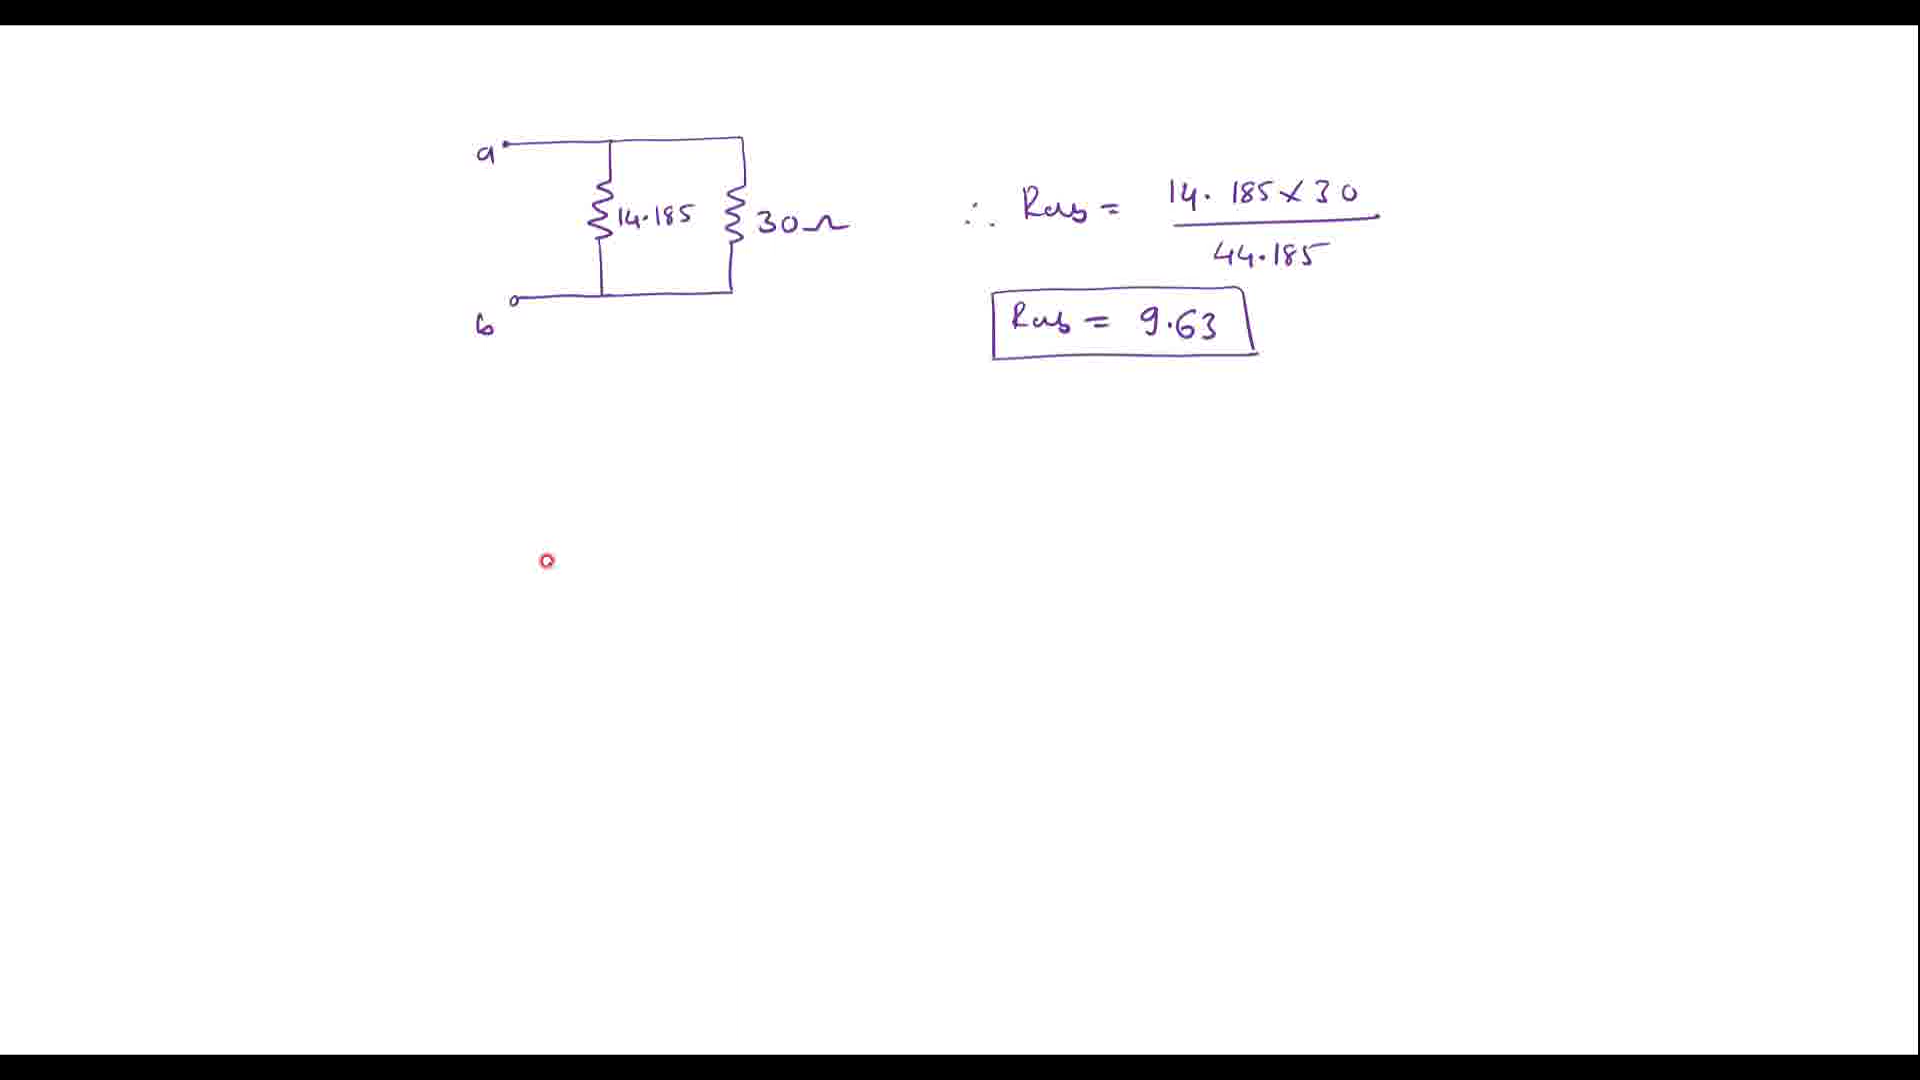 a
14.185
30Ω
b
∴ Rab = 14.185 × 30
44.185
Rab = 9.63